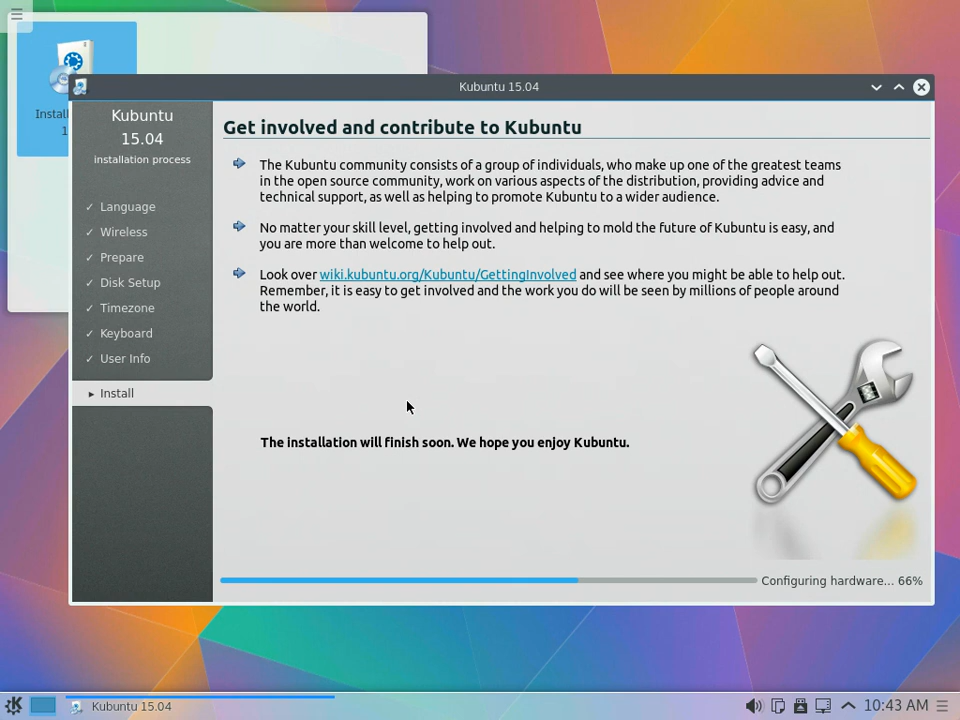 Install
1
Kubuntu 15.04
Kubuntu
15.04
installation process
✓ Language
✓ Wireless
✓ Prepare
✓ Disk Setup
✓ Timezone
✓ Keyboard
✓ User Info
▸ Install
Get involved and contribute to Kubuntu
The Kubuntu community consists of a group of individuals, who make up one of the greatest teams
in the open source community, work on various aspects of the distribution, providing advice and
technical support, as well as helping to promote Kubuntu to a wider audience.
No matter your skill level, getting involved and helping to mold the future of Kubuntu is easy, and
you are more than welcome to help out.
Look over wiki.kubuntu.org/Kubuntu/GettingInvolved and see where you might be able to help out.
Remember, it is easy to get involved and the work you do will be seen by millions of people around
the world.
The installation will finish soon. We hope you enjoy Kubuntu.
Configuring hardware... 66%
Kubuntu 15.04
10:43 AM